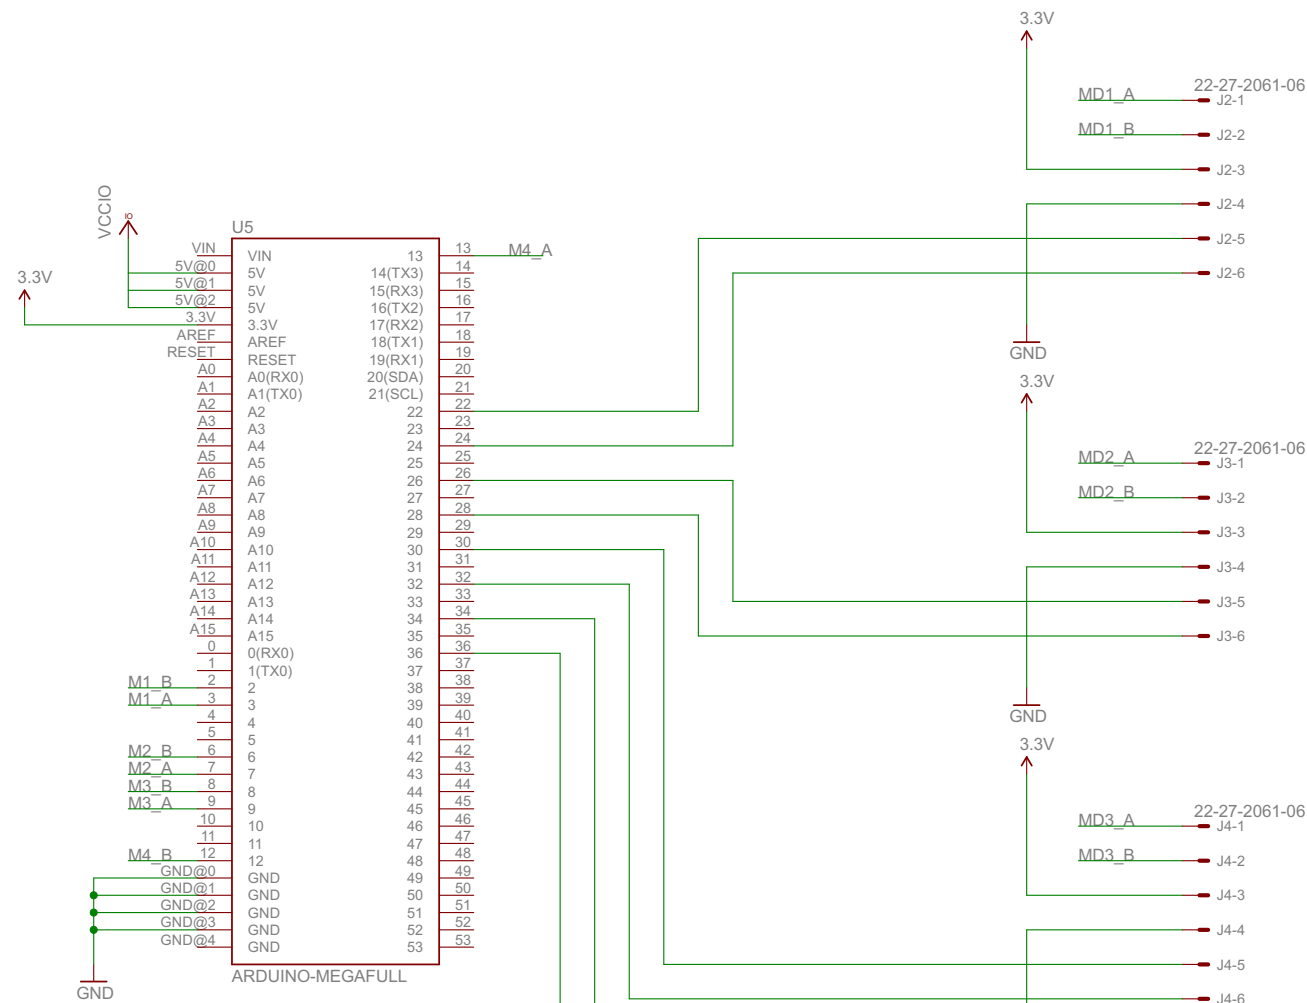 3.3V
22-27-2061-06
MD1_A
J2-1
MD1_B
J2-2
J2-3
J2-4
J2-5
J2-6
GND
VCCIO
IO
3.3V
U5
VIN VIN 13 13 M4_A
5V@0 5V 14(TX3) 14
5V@1 5V 15(RX3) 15
5V@2 5V 16(TX2) 16
3.3V 3.3V 17(RX2) 17
AREF AREF 18(TX1) 18
RESET RESET 19(RX1) 19
A0 A0(RX0) 20(SDA) 20
A1 A1(TX0) 21(SCL) 21
A2 A2 22 22
A3 A3 23 23
A4 A4 24 24
A5 A5 25 25
A6 A6 26 26
A7 A7 27 27
A8 A8 28 28
A9 A9 29 29
A10 A10 30 30
A11 A11 31 31
A12 A12 32 32
A13 A13 33 33
A14 A14 34 34
A15 A15 35 35
0 0(RX0) 36 36
1 1(TX0) 37 37
M1_B 2 2 38 38
M1_A 3 3 39 39
4 4 40 40
5 5 41 41
M2_B 6 6 42 42
M2_A 7 7 43 43
M3_B 8 8 44 44
M3_A 9 9 45 45
10 10 46 46
11 11 47 47
M4_B 12 12 48 48
GND@0 GND 49 49
GND@1 GND 50 50
GND@2 GND 51 51
GND@3 GND 52 52
GND@4 GND 53 53
ARDUINO-MEGAFULL
GND
3.3V
22-27-2061-06
MD2_A
J3-1
MD2_B
J3-2
J3-3
J3-4
J3-5
J3-6
GND
3.3V
22-27-2061-06
MD3_A
J4-1
MD3_B
J4-2
J4-3
J4-4
J4-5
J4-6